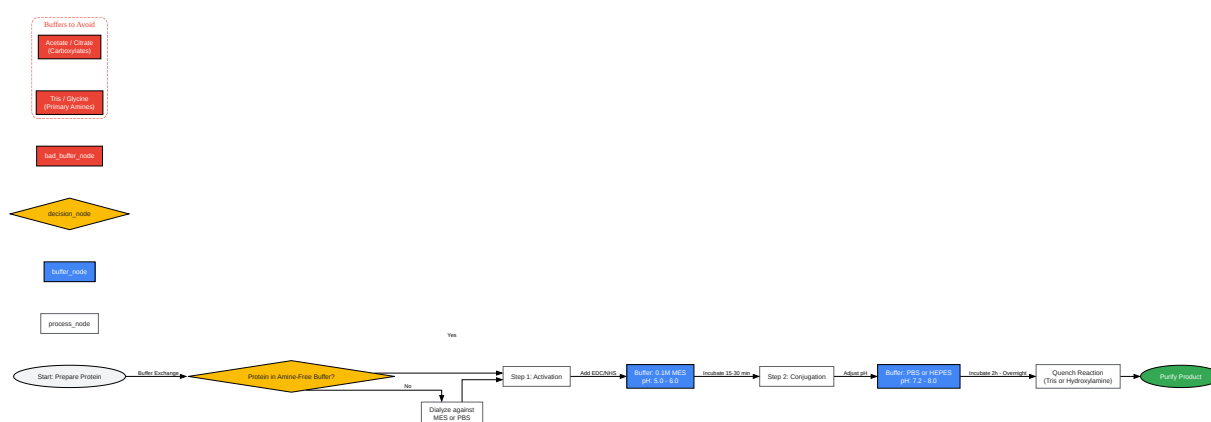 Buffers to Avoid
Acetate / Citrate
(Carboxylates)
Tris / Glycine
(Primary Amines)
bad_buffer_node
decision_node
buffer_node
process_node
Yes
Start: Prepare Protein
Buffer Exchange
Protein in Amine-Free Buffer?
No
Dialyze against
MES or PBS
Step 1: Activation
Add EDC/NHS
Buffer: 0.1M MES
pH: 5.0 - 6.0
Incubate 15-30 min
Step 2: Conjugation
Adjust pH
Buffer: PBS or HEPES
pH: 7.2 - 8.0
Incubate 2h - Overnight
Quench Reaction
(Tris or Hydroxylamine)
Purify Product